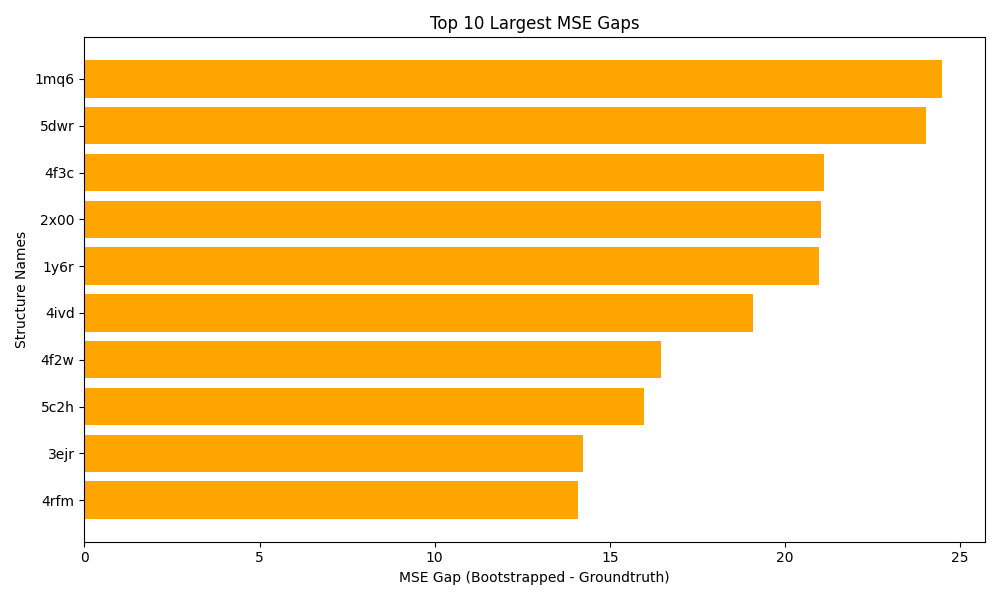 Top 10 Largest MSE Gaps
Structure Names
1mq6
5dwr
4f3c
2x00
1y6r
4ivd
4f2w
5c2h
3ejr
4rfm
0 5 10 15 20 25
MSE Gap (Bootstrapped - Groundtruth)